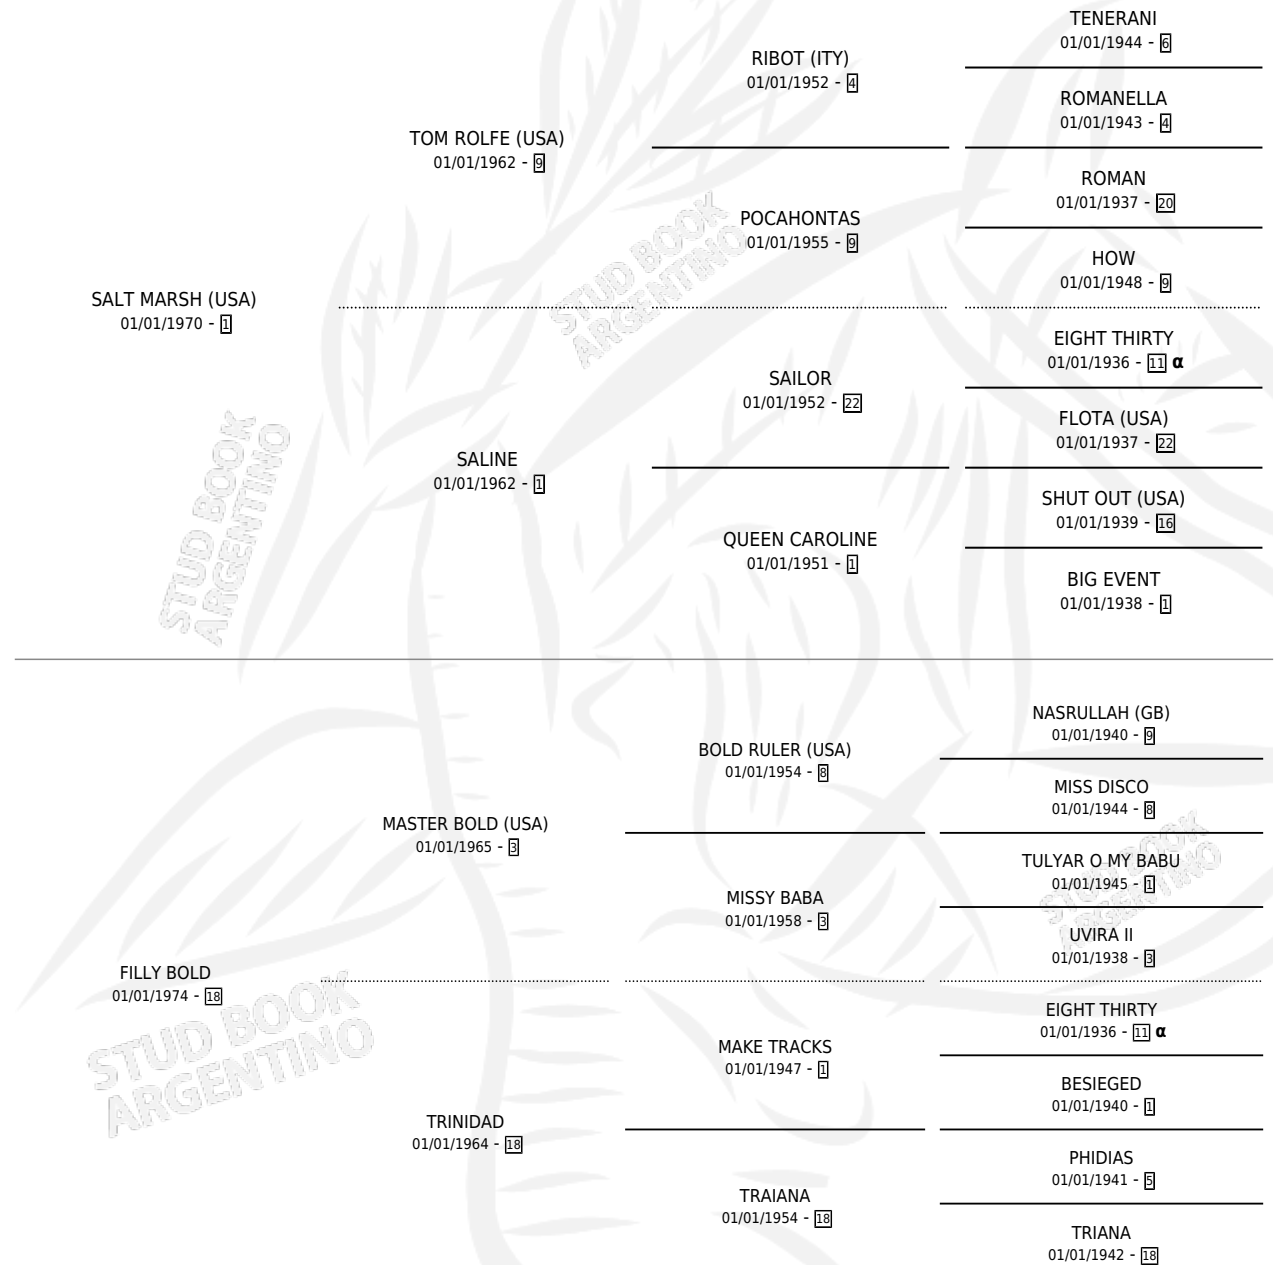 TENERANI
01/01/1944 - 6
RIBOT (ITY)
01/01/1952 - 4
ROMANELLA
01/01/1943 - 4
TOM ROLFE (USA)
01/01/1962 - 9
ROMAN
01/01/1937 - 20
POCAHONTAS
01/01/1955 - 9
HOW
01/01/1948 - 9
SALT MARSH (USA)
01/01/1970 - 1
EIGHT THIRTY
01/01/1936 - 11 α
SAILOR
01/01/1952 - 22
FLOTA (USA)
01/01/1937 - 22
SALINE
01/01/1962 - 1
SHUT OUT (USA)
01/01/1939 - 16
QUEEN CAROLINE
01/01/1951 - 1
BIG EVENT
01/01/1938 - 1
NASRULLAH (GB)
01/01/1940 - 9
BOLD RULER (USA)
01/01/1954 - 8
MISS DISCO
01/01/1944 - 8
MASTER BOLD (USA)
01/01/1965 - 3
TULYAR O MY BABU
01/01/1945 - 1
MISSY BABA
01/01/1958 - 3
UVIRA II
01/01/1938 - 3
FILLY BOLD
01/01/1974 - 18
EIGHT THIRTY
01/01/1936 - 11 α
MAKE TRACKS
01/01/1947 - 1
BESIEGED
01/01/1940 - 1
TRINIDAD
01/01/1964 - 18
PHIDIAS
01/01/1941 - 5
TRAIANA
01/01/1954 - 18
TRIANA
01/01/1942 - 18
STUD BOOK
ARGENTINO
STUD BOOK
ARGENTINO
STUD BOOK
ARGENTINO
STUD BOOK
ARGENTINO